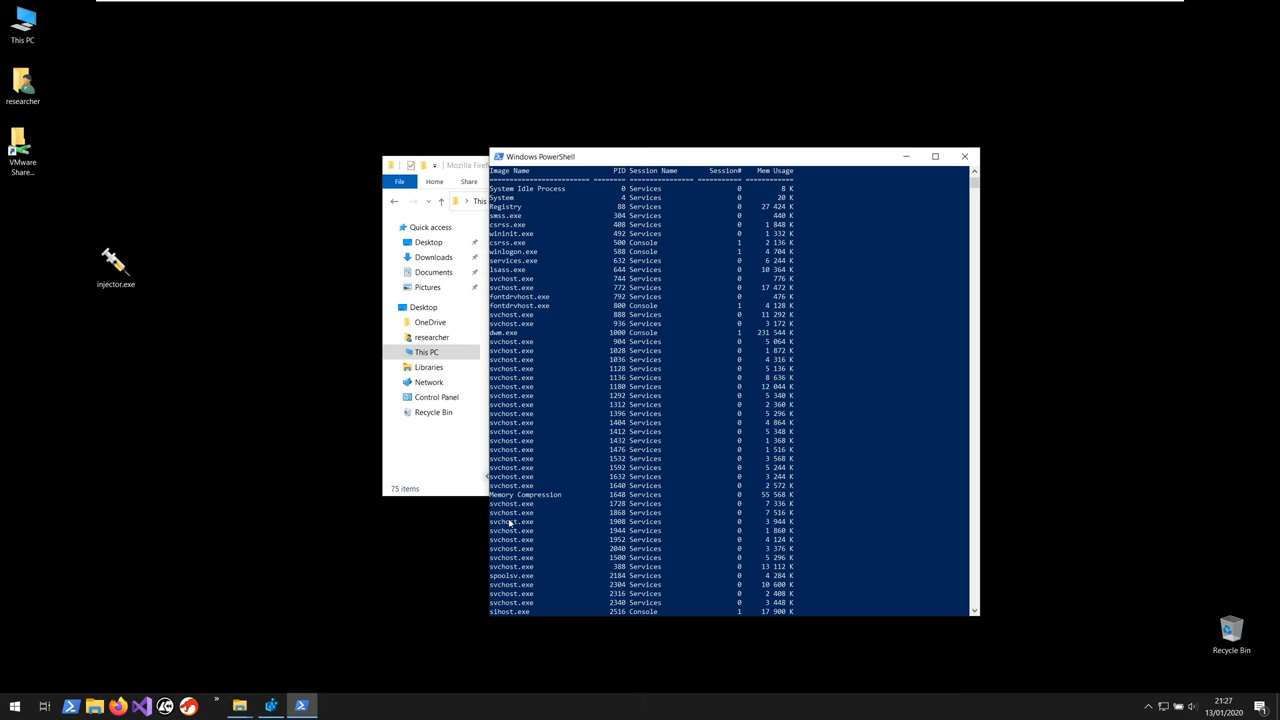 This PC
researcher
VMware
Share...
injector.exe
Mozilla Firef
File
Home
Share
This
Quick access
Desktop
Downloads
Documents
Pictures
Desktop
OneDrive
researcher
This PC
Libraries
Network
Control Panel
Recycle Bin
75 items
Windows PowerShell
Image Name PID Session Name Session# Mem Usage
========================= ======== ================ =========== ============
System Idle Process 0 Services 0 8 K
System 4 Services 0 20 K
Registry 88 Services 0 27 424 K
smss.exe 304 Services 0 440 K
csrss.exe 408 Services 0 1 848 K
wininit.exe 492 Services 0 1 332 K
csrss.exe 500 Console 1 2 136 K
winlogon.exe 588 Console 1 4 704 K
services.exe 632 Services 0 6 244 K
lsass.exe 644 Services 0 10 364 K
svchost.exe 744 Services 0 776 K
svchost.exe 772 Services 0 17 472 K
fontdrvhost.exe 792 Services 0 476 K
fontdrvhost.exe 800 Console 1 4 128 K
svchost.exe 888 Services 0 11 292 K
svchost.exe 936 Services 0 3 172 K
dwm.exe 1000 Console 1 231 544 K
svchost.exe 904 Services 0 5 064 K
svchost.exe 1028 Services 0 1 872 K
svchost.exe 1036 Services 0 4 316 K
svchost.exe 1128 Services 0 5 136 K
svchost.exe 1136 Services 0 8 636 K
svchost.exe 1180 Services 0 12 044 K
svchost.exe 1292 Services 0 5 340 K
svchost.exe 1312 Services 0 2 360 K
svchost.exe 1396 Services 0 5 296 K
svchost.exe 1404 Services 0 4 864 K
svchost.exe 1412 Services 0 5 348 K
svchost.exe 1432 Services 0 1 368 K
svchost.exe 1476 Services 0 1 516 K
svchost.exe 1532 Services 0 3 568 K
svchost.exe 1592 Services 0 5 244 K
svchost.exe 1632 Services 0 3 244 K
svchost.exe 1640 Services 0 2 572 K
Memory Compression 1648 Services 0 55 568 K
svchost.exe 1728 Services 0 7 336 K
svchost.exe 1868 Services 0 7 516 K
svchost.exe 1908 Services 0 3 944 K
svchost.exe 1944 Services 0 1 860 K
svchost.exe 1952 Services 0 4 124 K
svchost.exe 2040 Services 0 3 376 K
svchost.exe 1500 Services 0 5 296 K
svchost.exe 388 Services 0 13 112 K
spoolsv.exe 2184 Services 0 4 284 K
svchost.exe 2304 Services 0 10 600 K
svchost.exe 2316 Services 0 2 408 K
svchost.exe 2340 Services 0 3 448 K
sihost.exe 2516 Console 1 17 900 K
Recycle Bin
21:27
13/01/2020
1